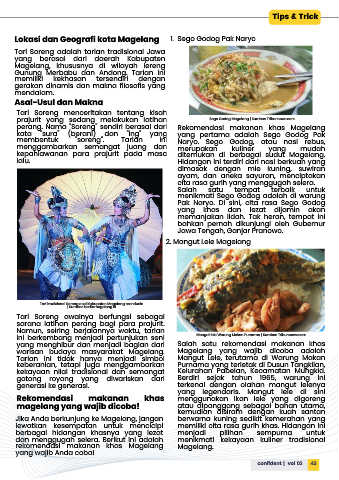 Tips & Trick
Lokasi dan Geografi kota Magelang
Tari Soreng adalah tarian tradisional Jawa
yang berasal dari daerah Kabupaten
Magelang, khususnya di wilayah lereng
Gunung Merbabu dan Andong. Tarian ini
memiliki kekhasan tersendiri dengan
gerakan dinamis dan makna filosofis yang
mendalam.
Asal-Usul dan Makna
Tari Soreng menceritakan tentang kisah
prajurit yang sedang melakukan latihan
perang. Nama "Soreng" sendiri berasal dari
kata "sura" (berani) dan "ing" yang
membentuk "soreng". Tarian ini
menggambarkan semangat juang dan
kepahlawanan para prajurit pada masa
lalu.
Tari Soreng awalnya berfungsi sebagai
sarana latihan perang bagi para prajurit.
Namun, seiring berjalannya waktu, tarian
ini berkembang menjadi pertunjukan seni
yang menghibur dan menjadi bagian dari
warisan budaya masyarakat Magelang.
Tarian ini tidak hanya menjadi simbol
keberanian, tetapi juga menggambarkan
kekayaan nilai tradisional dan semangat
gotong royong yang diwariskan dari
generasi ke generasi.
Rekomendasi makanan khas
magelang yang wajib dicoba!
Jika Anda berkunjung ke Magelang, jangan
lewatkan kesempatan untuk mencicipi
berbagai hidangan khasnya yang lezat
dan menggugah selera. Berikut ini adalah
rekomendasi makanan khas Magelang
yang wajib Anda coba!
1. Sego Godog Pak Naryo
Sego Godog Magelang | Sumber: Tribunnews.com
Rekomendasi makanan khas Magelang
yang pertama adalah Sego Godog Pak
Naryo. Sego Godog, atau nasi rebus,
merupakan kuliner yang mudah
ditemukan di berbagai sudut Magelang.
Hidangan ini terdiri dari nasi berkuah yang
dimasak dengan mie kuning, suwiran
ayam, dan aneka sayuran, menciptakan
cita rasa gurih yang menggugah selera.
Salah satu tempat terbaik untuk
menikmati Sego Godog adalah di warung
Pak Naryo. Di sini, cita rasa Sego Godog
yang khas dan lezat dijamin akan
memanjakan lidah. Tak heran, tempat ini
bahkan pernah dikunjungi oleh Gubernur
Jawa Tengah, Ganjar Pranowo.
2. Mangut Lele Magelang
Mangut Lele Warung Makan Purnama | Sumber: Tribunnews.com
Salah satu rekomendasi makanan khas
Magelang yang wajib dicoba adalah
Mangut Lele, terutama di Warung Makan
Purnama yang terletak di Dusun Tangkilan,
Kelurahan Pabelan, Kecamatan Mungkid.
Berdiri sejak tahun 1965, warung ini
terkenal dengan olahan mangut lelenya
yang legendaris. Mangut lele di sini
menggunakan ikan lele yang digoreng
atau dipanggang sebagai bahan utama,
kemudian disiram dengan kuah santan
berwarna kuning sedikit kemerahan yang
memiliki cita rasa gurih khas. Hidangan ini
menjadi pilihan sempurna untuk
menikmati kekayaan kuliner tradisional
Magelang.
confident | vol 03 43